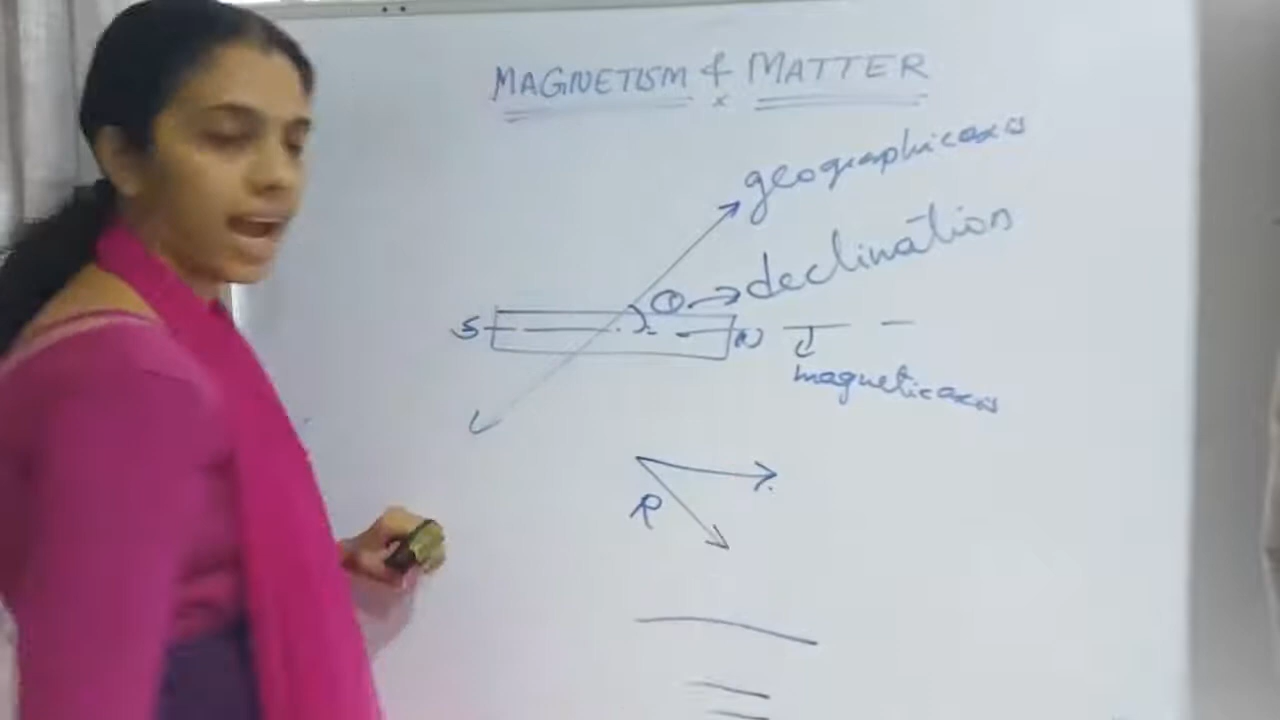 MAGNETISM & MATTER
geographic axis
θ → declination
S N
magnetic axis
R